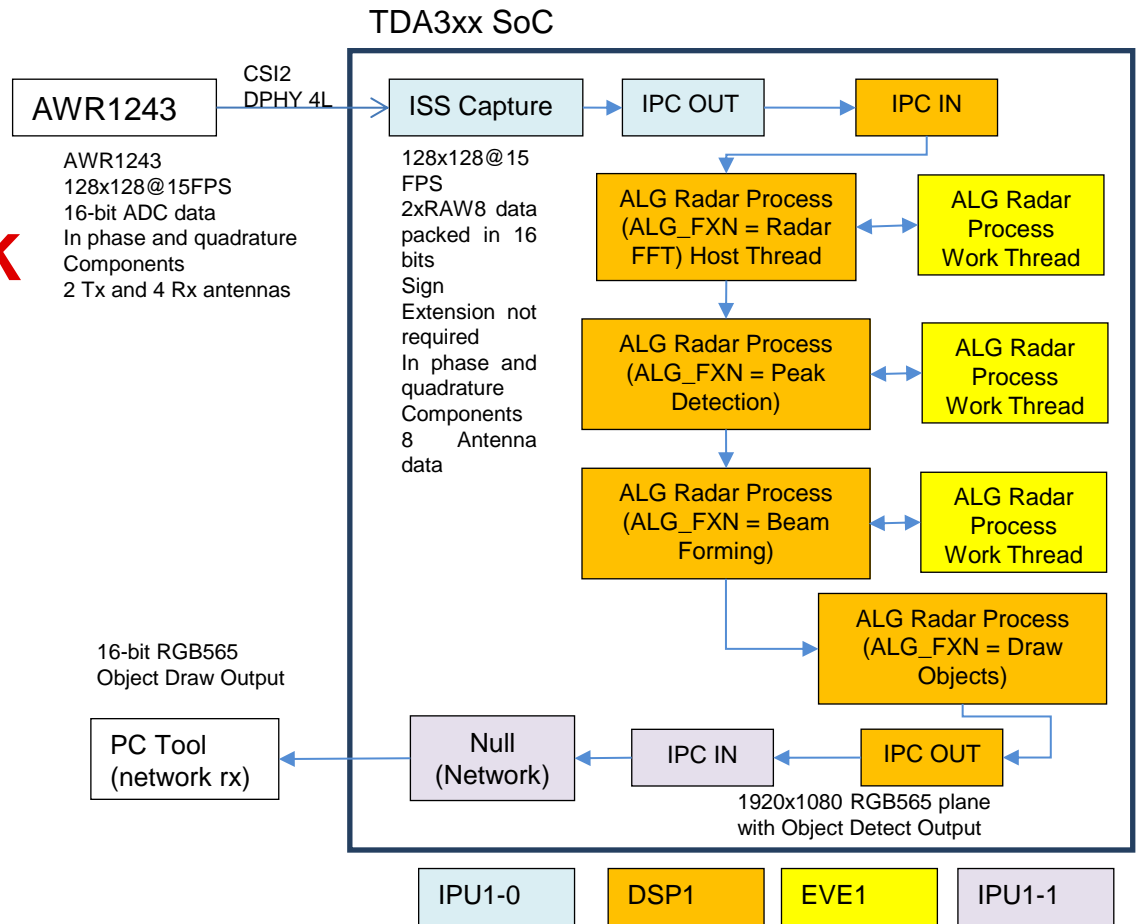 TDA3xx SoC
CSI2
DPHY 4L
AWR1243
ISS Capture
IPC OUT
IPC IN
AWR1243
128x128@15FPS
16-bit ADC data
In phase and quadrature
Components
2 Tx and 4 Rx antennas
128x128@15
FPS
2xRAW8 data
packed in 16
bits
Sign
Extension not
required
In phase and
quadrature
Components
8 Antenna
data
ALG Radar Process
(ALG_FXN = Radar
FFT) Host Thread
ALG Radar
Process
Work Thread
ALG Radar Process
(ALG_FXN = Peak
Detection)
ALG Radar
Process
Work Thread
ALG Radar Process
(ALG_FXN = Beam
Forming)
ALG Radar
Process
Work Thread
ALG Radar Process
(ALG_FXN = Draw
Objects)
16-bit RGB565
Object Draw Output
PC Tool
(network rx)
Null
(Network)
IPC IN
IPC OUT
1920x1080 RGB565 plane
with Object Detect Output
IPU1-0
DSP1
EVE1
IPU1-1